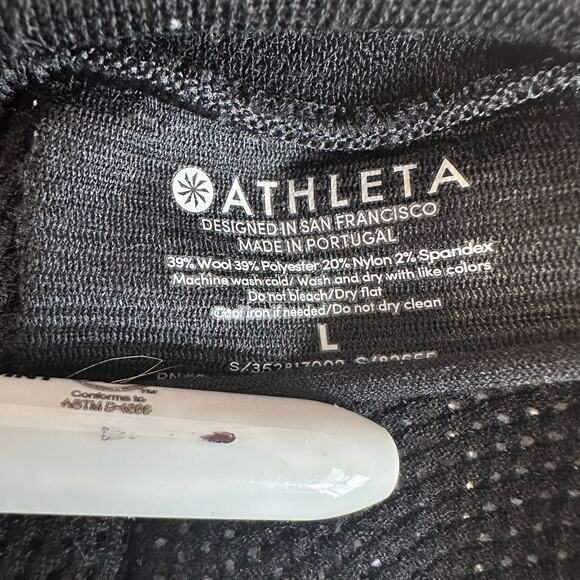 ATHLETA
DESIGNED IN SAN FRANCISCO
MADE IN PORTUGAL
39% Wool 39% Polyester 20% Nylon 2% Spandex
Machine wash cold/ Wash and dry with like colors
Do not bleach/Dry flat
Cool iron if needed/Do not dry clean
L
Conforms to